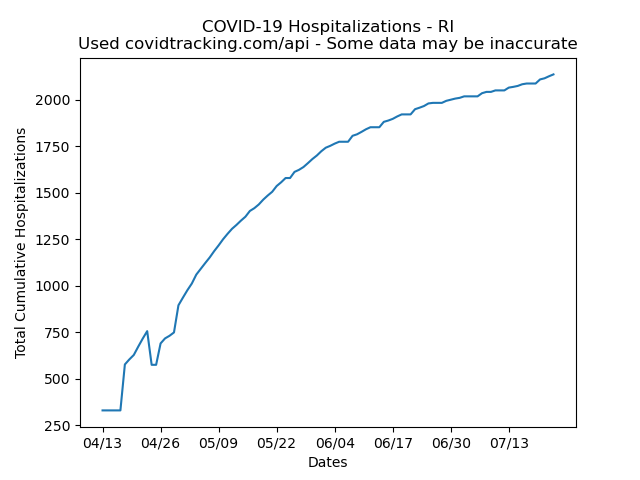 COVID-19 Hospitalizations - RI
Used covidtracking.com/api - Some data may be inaccurate
Total Cumulative Hospitalizations
2000
1750
1500
1250
1000
750
500
250
04/13 04/26 05/09 05/22 06/04 06/17 06/30 07/13
Dates